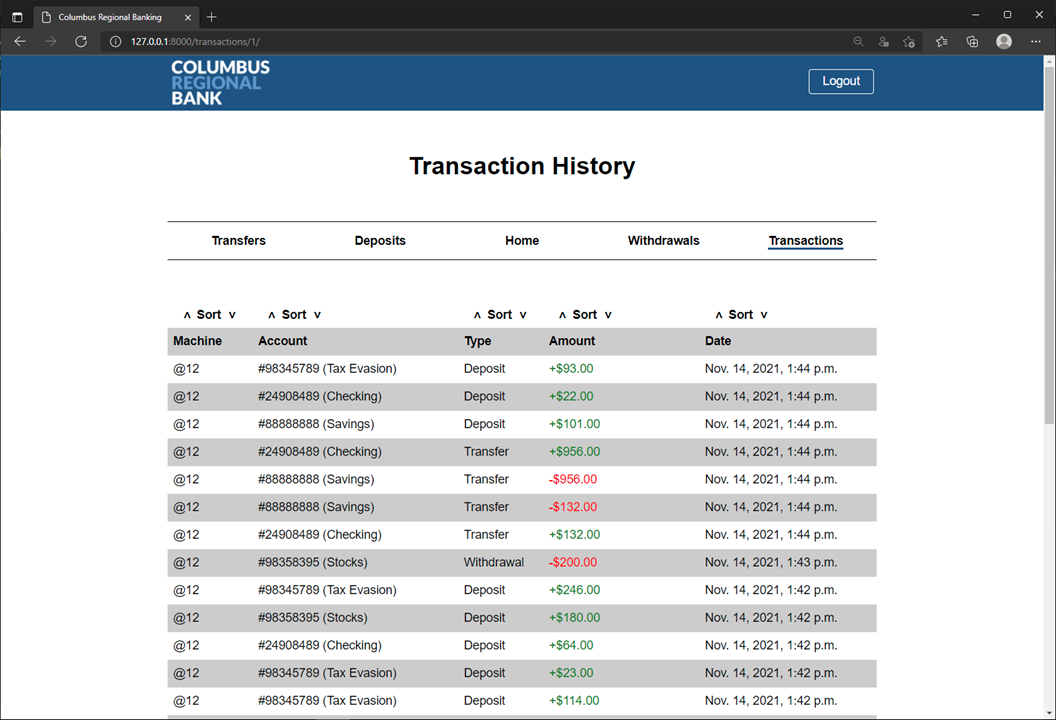 Columbus Regional Banking
127.0.0.1:8000/transactions/1/
COLUMBUS
REGIONAL
BANK
Logout
Transaction History
Transfers Deposits Home Withdrawals Transactions
∧ Sort ∨ ∧ Sort ∨ ∧ Sort ∨ ∧ Sort ∨ ∧ Sort ∨
Machine Account Type Amount Date
@12 #98345789 (Tax Evasion) Deposit +$93.00 Nov. 14, 2021, 1:44 p.m.
@12 #24908489 (Checking) Deposit +$22.00 Nov. 14, 2021, 1:44 p.m.
@12 #88888888 (Savings) Deposit +$101.00 Nov. 14, 2021, 1:44 p.m.
@12 #24908489 (Checking) Transfer +$956.00 Nov. 14, 2021, 1:44 p.m.
@12 #88888888 (Savings) Transfer -$956.00 Nov. 14, 2021, 1:44 p.m.
@12 #88888888 (Savings) Transfer -$132.00 Nov. 14, 2021, 1:44 p.m.
@12 #24908489 (Checking) Transfer +$132.00 Nov. 14, 2021, 1:44 p.m.
@12 #98358395 (Stocks) Withdrawal -$200.00 Nov. 14, 2021, 1:43 p.m.
@12 #98345789 (Tax Evasion) Deposit +$246.00 Nov. 14, 2021, 1:42 p.m.
@12 #98358395 (Stocks) Deposit +$180.00 Nov. 14, 2021, 1:42 p.m.
@12 #24908489 (Checking) Deposit +$64.00 Nov. 14, 2021, 1:42 p.m.
@12 #98345789 (Tax Evasion) Deposit +$23.00 Nov. 14, 2021, 1:42 p.m.
@12 #98345789 (Tax Evasion) Deposit +$114.00 Nov. 14, 2021, 1:42 p.m.